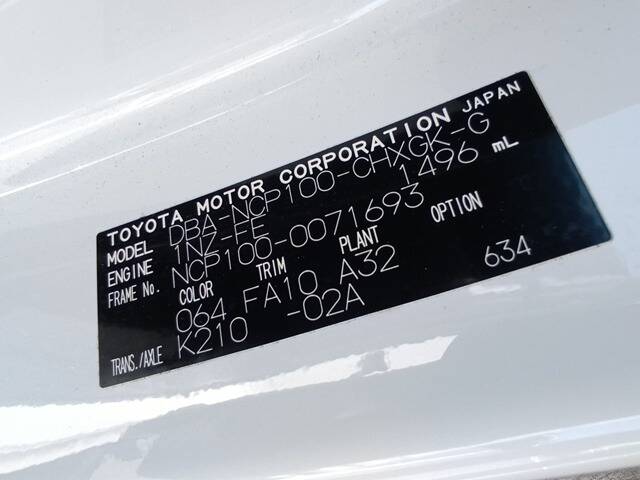 TOYOTA MOTOR CORPORATION JAPAN
MODEL DBA-NCP100-CHXGK-G
ENGINE 1NZ-FE 1496 mL
FRAME No. NCP100-0071693
COLOR TRIM PLANT OPTION
064 FA10 A32 634
TRANS./AXLE K210 -02A